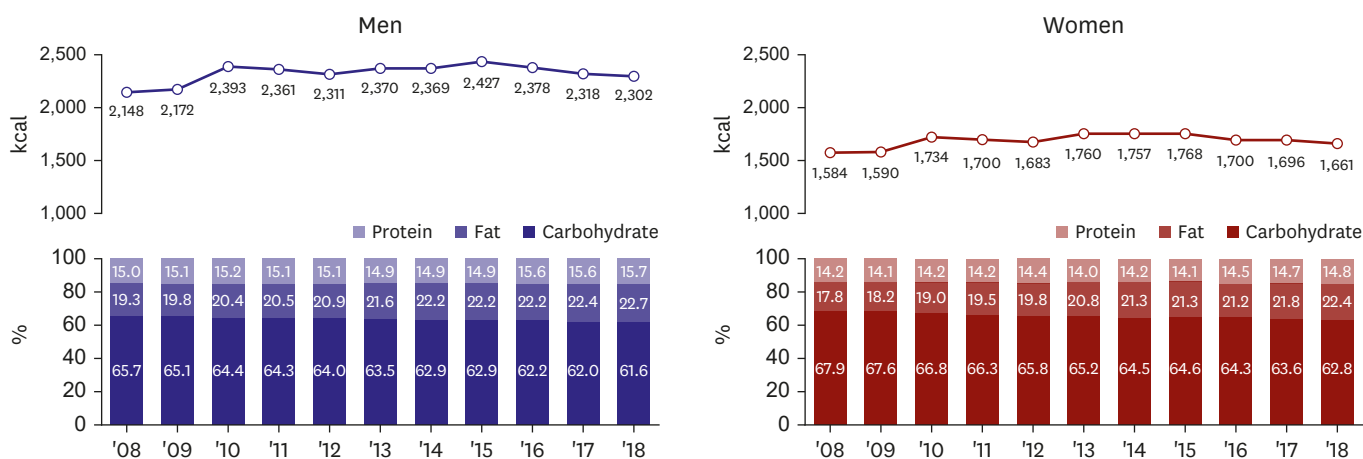 Men
kcal
2,500
2,000
1,500
1,000
2,148 2,172 2,393 2,361 2,311 2,370 2,369 2,427 2,378 2,318 2,302
Protein Fat Carbohydrate
%
100
80
60
40
20
0
15.0 15.1 15.2 15.1 15.1 14.9 14.9 14.9 15.6 15.6 15.7
19.3 19.8 20.4 20.5 20.9 21.6 22.2 22.2 22.2 22.4 22.7
65.7 65.1 64.4 64.3 64.0 63.5 62.9 62.9 62.2 62.0 61.6
'08 '09 '10 '11 '12 '13 '14 '15 '16 '17 '18
Women
kcal
2,500
2,000
1,500
1,000
1,584 1,590 1,734 1,700 1,683 1,760 1,757 1,768 1,700 1,696 1,661
Protein Fat Carbohydrate
%
100
80
60
40
20
0
14.2 14.1 14.2 14.2 14.4 14.0 14.2 14.1 14.5 14.7 14.8
17.8 18.2 19.0 19.5 19.8 20.8 21.3 21.3 21.2 21.8 22.4
67.9 67.6 66.8 66.3 65.8 65.2 64.5 64.6 64.3 63.6 62.8
'08 '09 '10 '11 '12 '13 '14 '15 '16 '17 '18